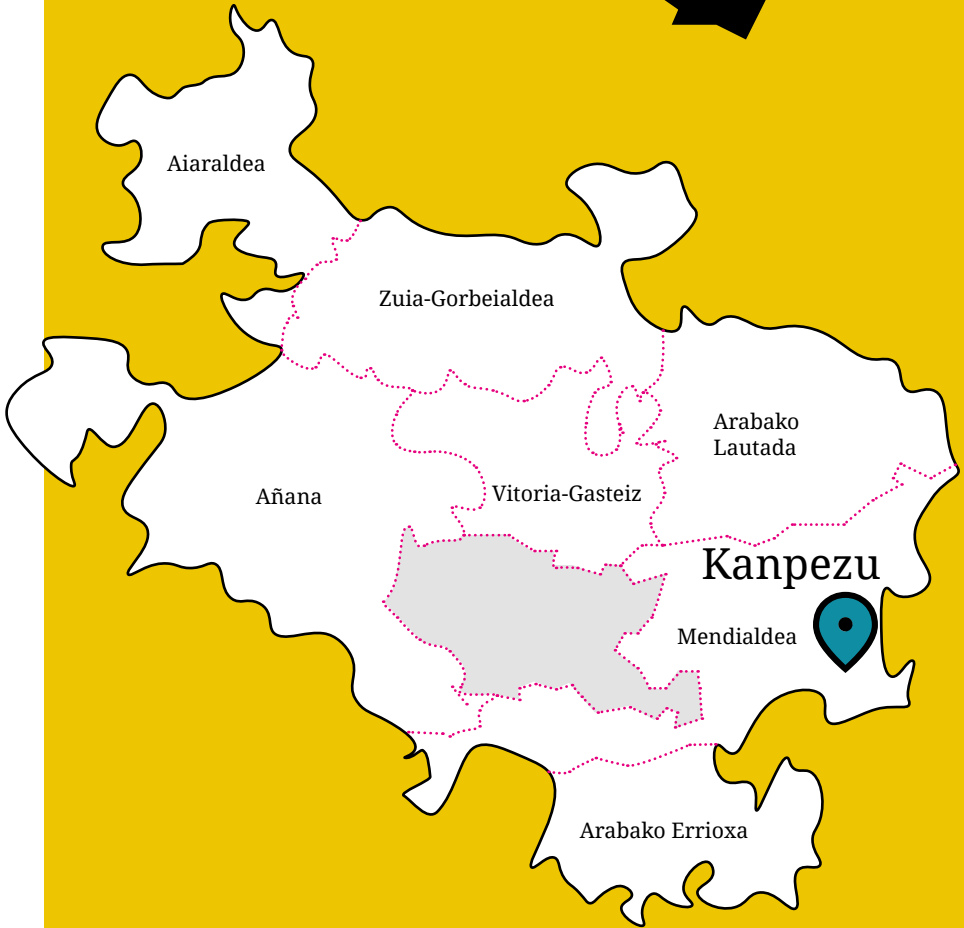 Aiaraldea
Zuia-Gorbeialdea
Arabako
Lautada
Añana
Vitoria-Gasteiz
Kanpezu
Mendialdea
Arabako Errioxa